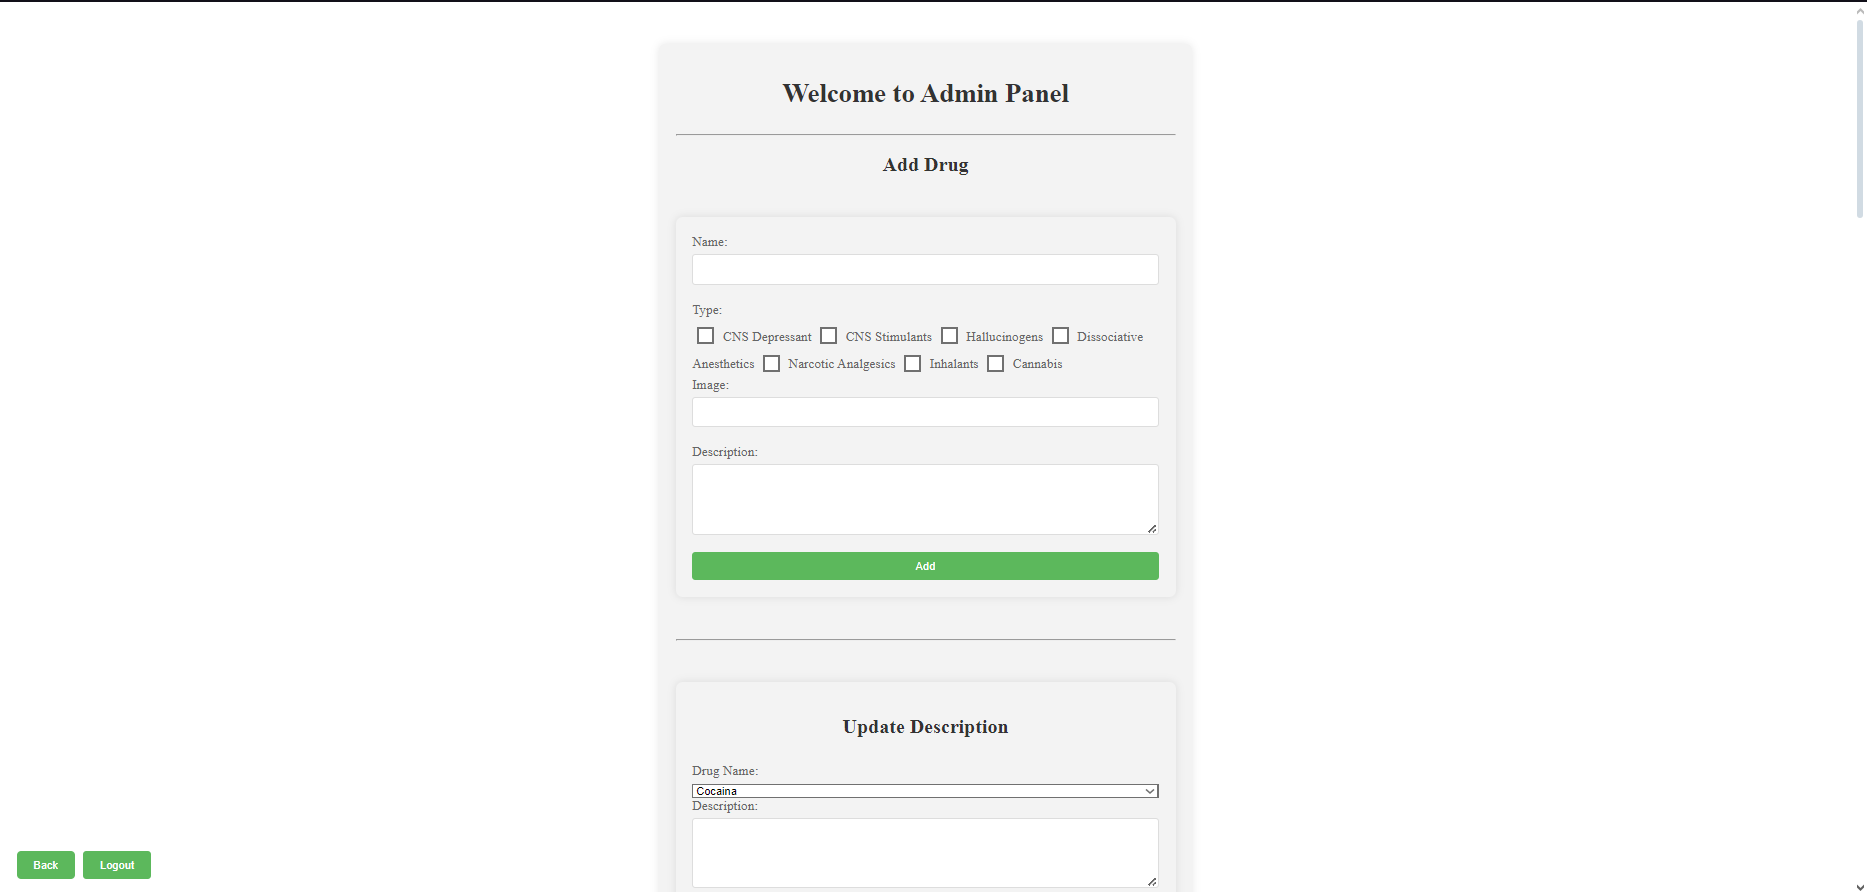 Welcome to Admin Panel
Add Drug
Name:
Type:
CNS Depressant CNS Stimulants Hallucinogens Dissociative
Anesthetics Narcotic Analgesics Inhalants Cannabis
Image:
Description:
Add
Update Description
Drug Name:
Cocaina
Description:
Back Logout